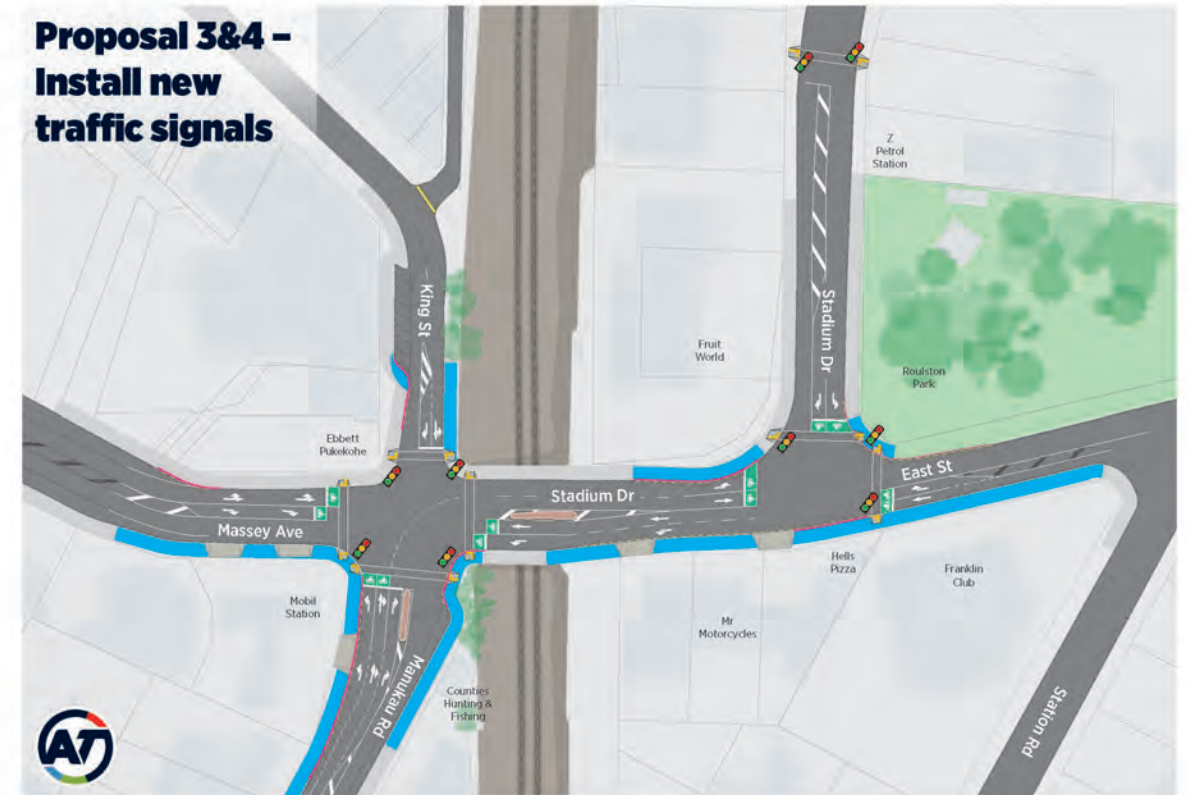 Proposal 3&4 –
Install new
traffic signals
Z
Petrol
Station
King St
Stadium Dr
Fruit
World
Roulston
Park
Ebbett
Pukekohe
East St
Stadium Dr
Massey Ave
Hells
Pizza
Franklin
Club
Mobil
Station
Mr
Motorcycles
Manukau Rd
Counties
Hunting &
Fishing
Station Rd
AT